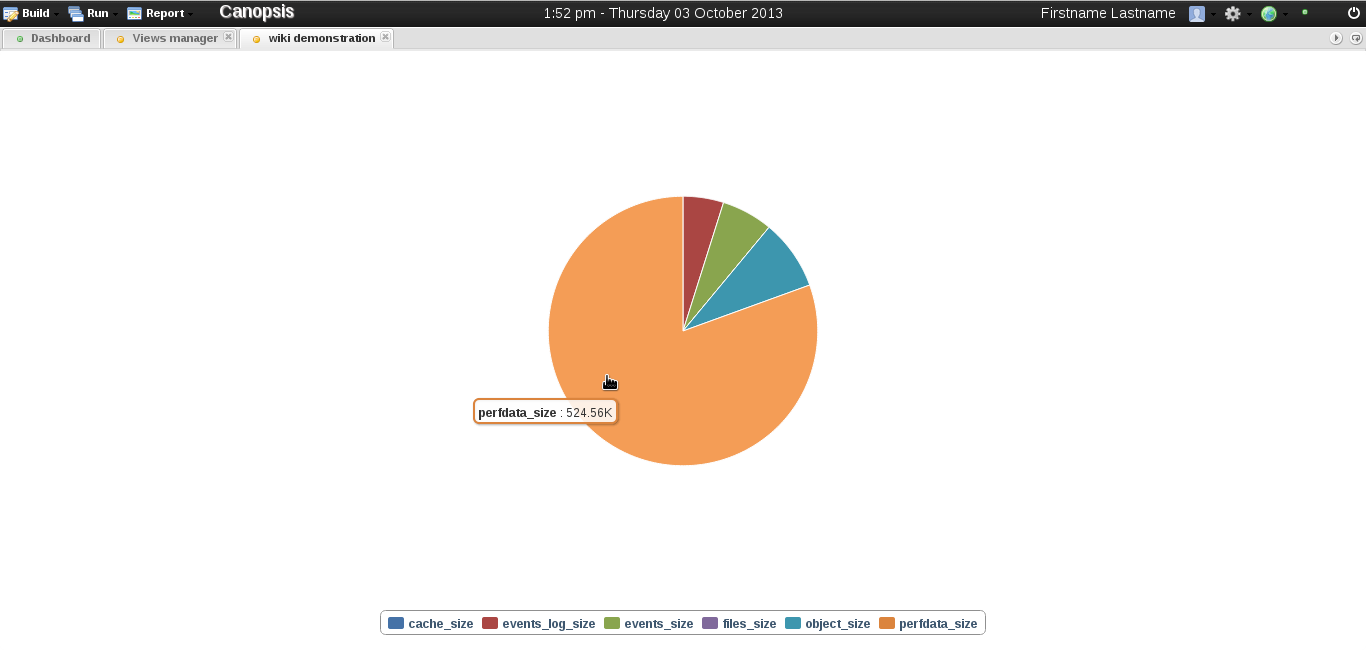 Build Run Report Canopsis 1:52 pm - Thursday 03 October 2013 Firstname Lastname
Dashboard Views manager wiki demonstration
perfdata_size : 524.56K
cache_size events_log_size events_size files_size object_size perfdata_size